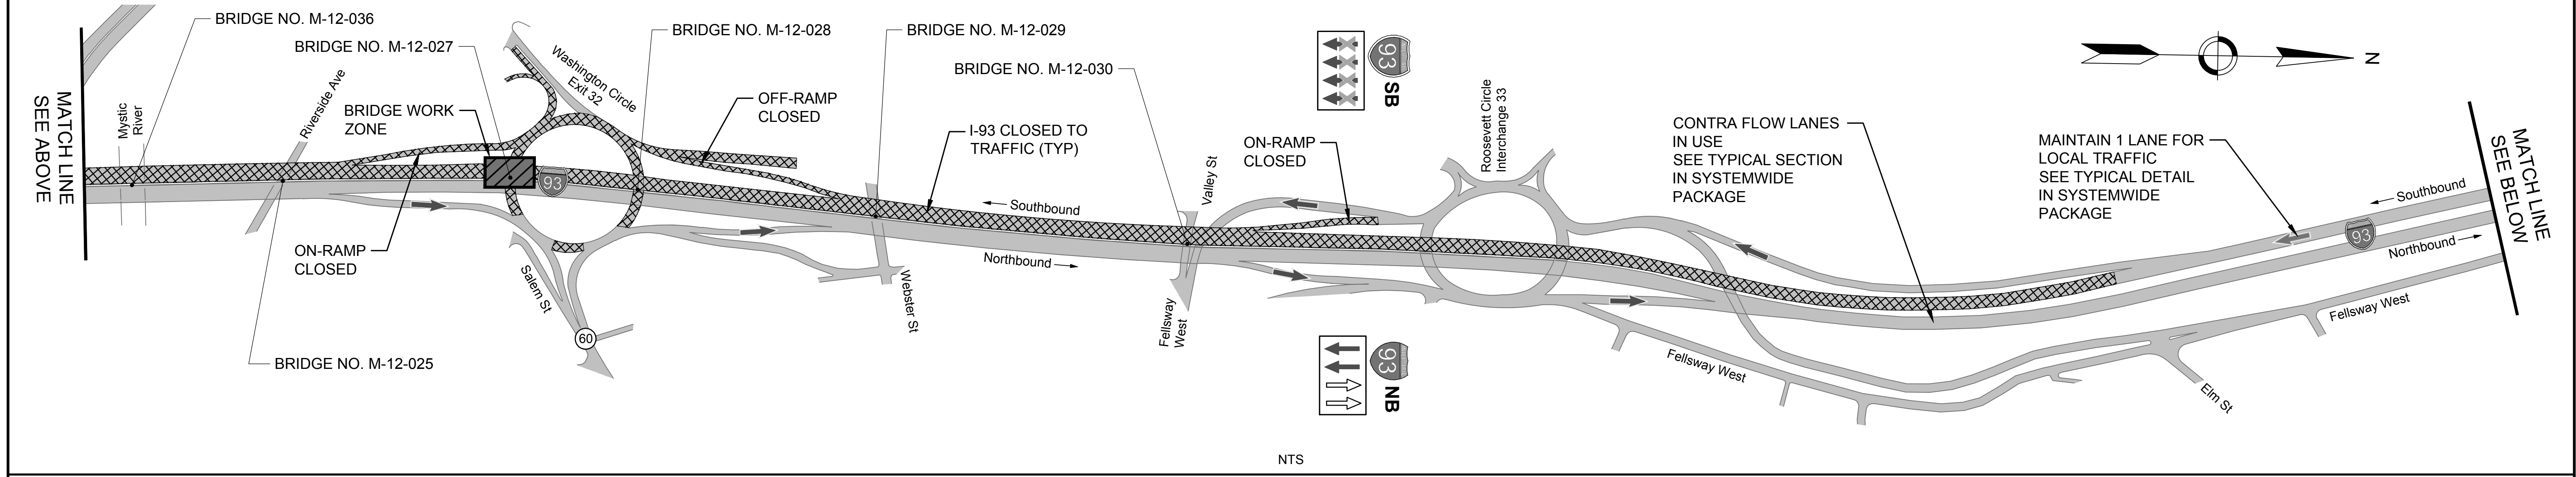 BRIDGE NO. M-12-036
BRIDGE NO. M-12-027
BRIDGE NO. M-12-028
BRIDGE NO. M-12-029
BRIDGE NO. M-12-030
MATCH LINE
SEE ABOVE
Mystic
River
Riverside Ave
BRIDGE WORK
ZONE
Washington Circle
Exit 32
OFF-RAMP
CLOSED
I-93 CLOSED TO
TRAFFIC (TYP)
93
SB
Roosevett Circle
Interchange 33
N
ON-RAMP
CLOSED
Valley St
CONTRA FLOW LANES
IN USE
SEE TYPICAL SECTION
IN SYSTEMWIDE
PACKAGE
MAINTAIN 1 LANE FOR
LOCAL TRAFFIC
SEE TYPICAL DETAIL
IN SYSTEMWIDE
PACKAGE
MATCH LINE
SEE BELOW
93
Southbound
Southbound
93
Northbound
Northbound
ON-RAMP
CLOSED
Salem St
60
Webster St
Fellsway
West
BRIDGE NO. M-12-025
93
NB
Fellsway West
Fellsway West
Elm St
NTS